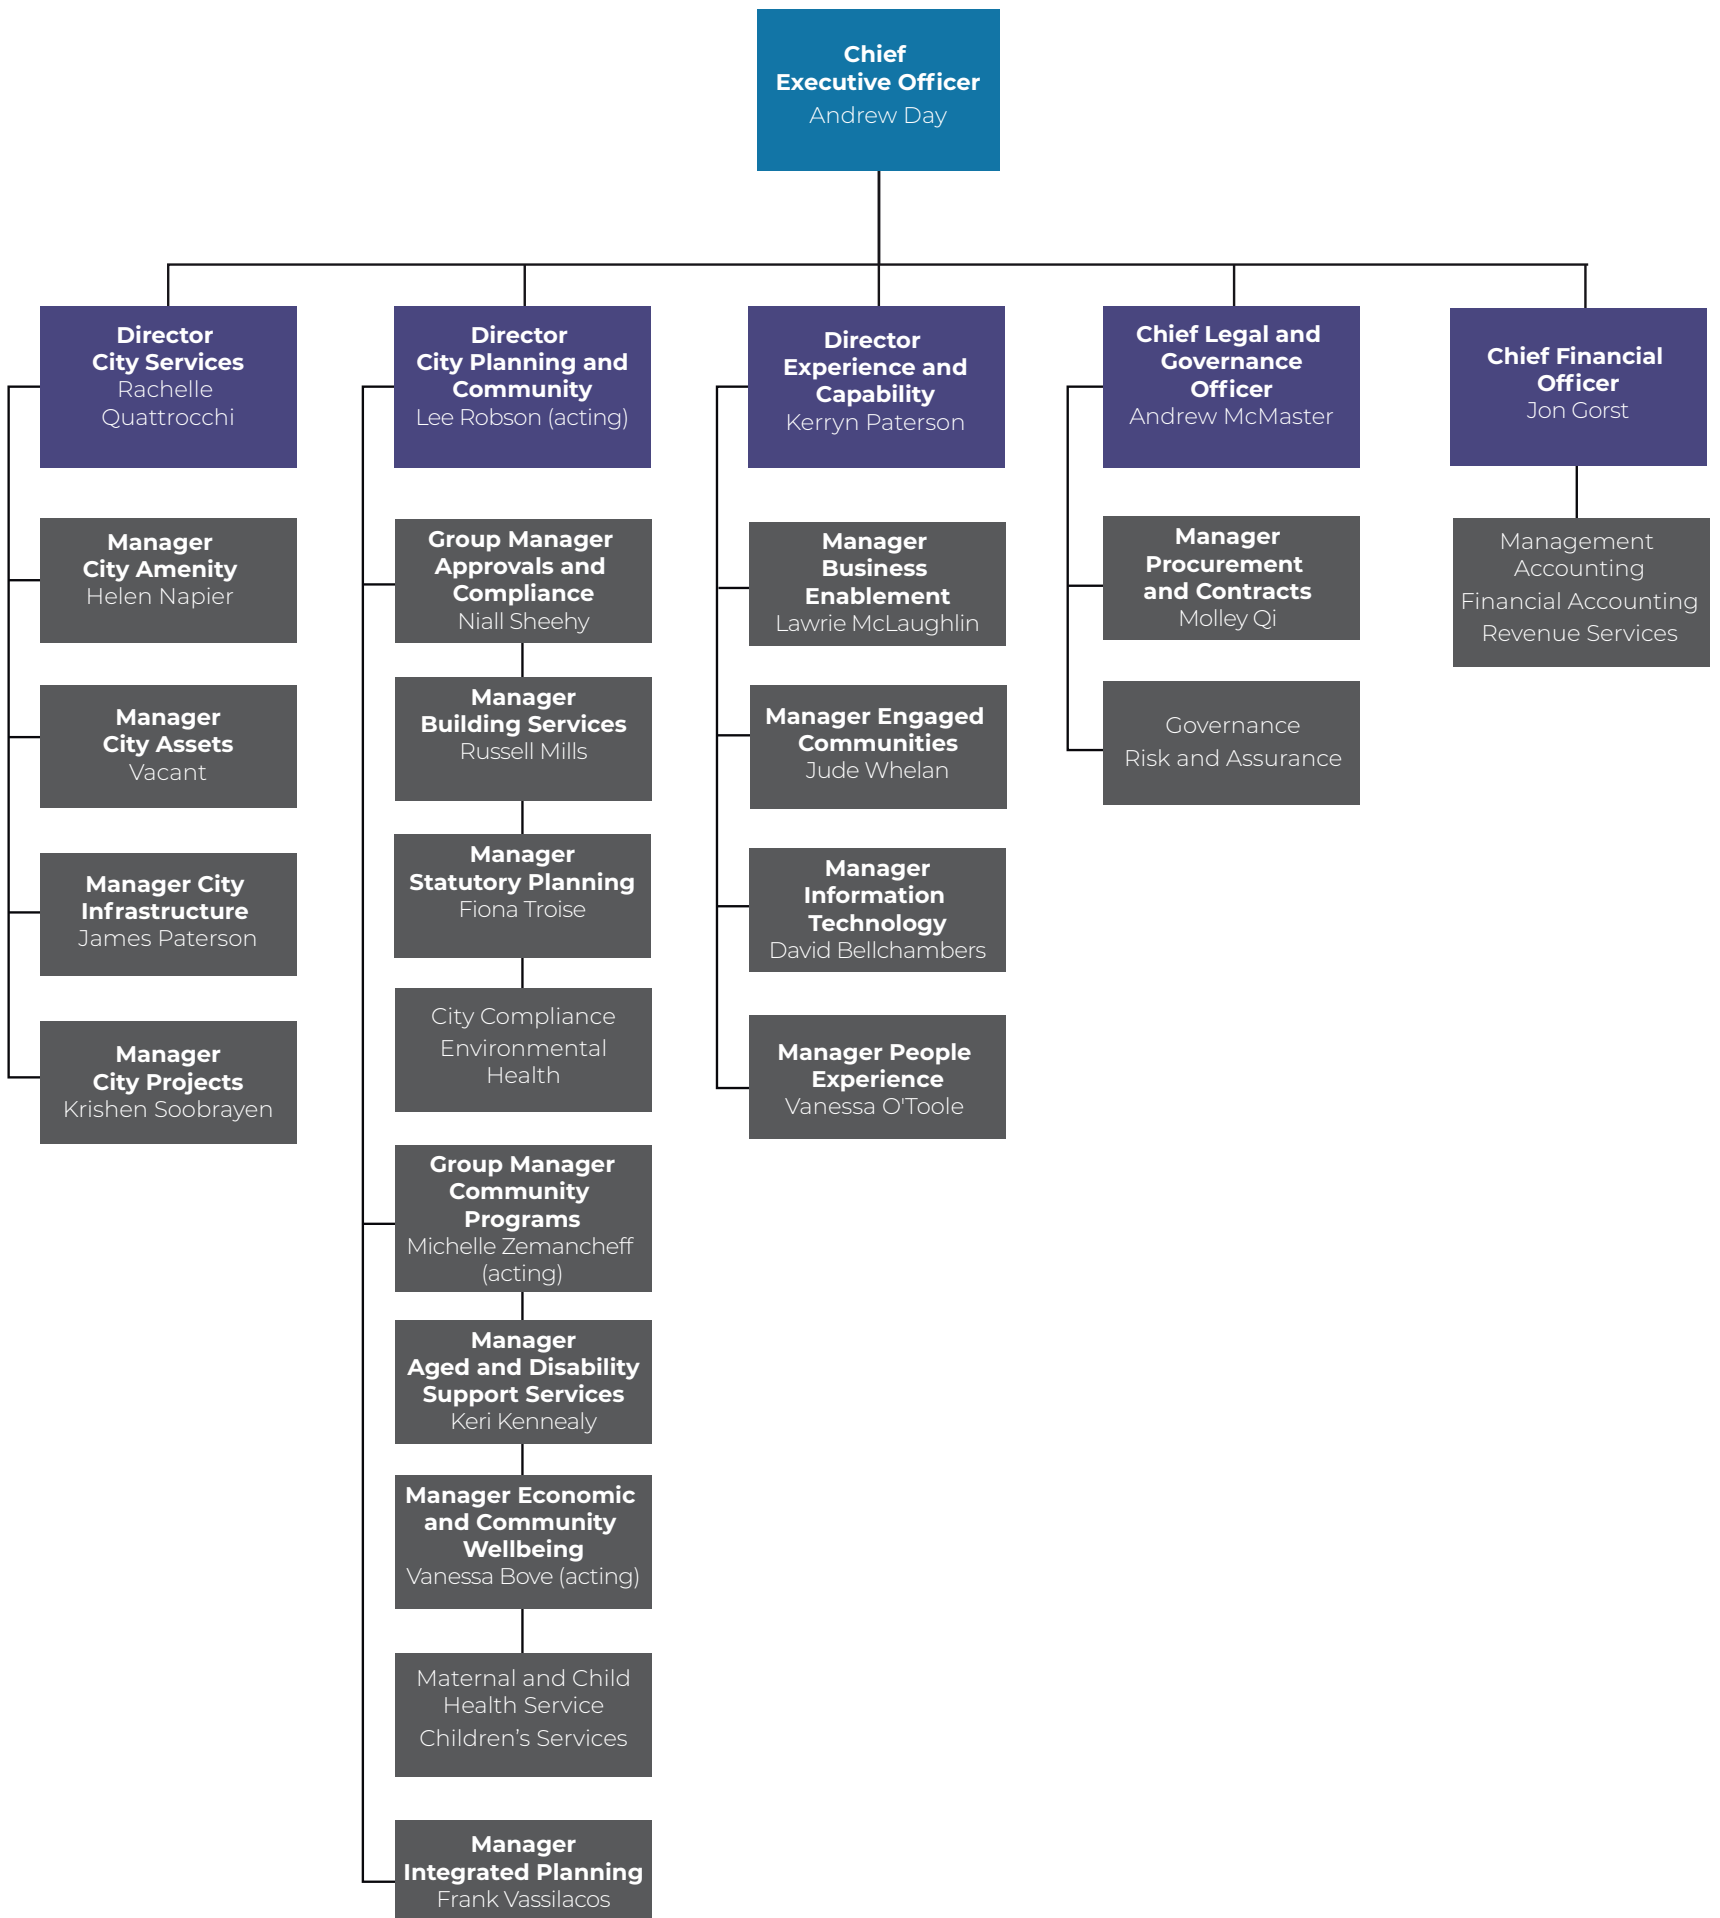 Chief
Executive Officer
Andrew Day
Director
City Services
Rachelle
Quattrocchi
Manager
City Amenity
Helen Napier
Manager
City Assets
Vacant
Manager City
Infrastructure
James Paterson
Manager
City Projects
Krishen Soobrayen
Director
City Planning and
Community
Lee Robson (acting)
Group Manager
Approvals and
Compliance
Niall Sheehy
Manager
Building Services
Russell Mills
Manager
Statutory Planning
Fiona Troise
City Compliance
Environmental
Health
Group Manager
Community
Programs
Michelle Zemancheff
(acting)
Manager
Aged and Disability
Support Services
Keri Kennealy
Manager Economic
and Community
Wellbeing
Vanessa Bove (acting)
Maternal and Child
Health Service
Children’s Services
Manager
Integrated Planning
Frank Vassilacos
Director
Experience and
Capability
Kerryn Paterson
Manager
Business
Enablement
Lawrie McLaughlin
Manager Engaged
Communities
Jude Whelan
Manager
Information
Technology
David Bellchambers
Manager People
Experience
Vanessa O'Toole
Chief Legal and
Governance
Officer
Andrew McMaster
Manager
Procurement
and Contracts
Molley Qi
Governance
Risk and Assurance
Chief Financial
Officer
Jon Gorst
Management
Accounting
Financial Accounting
Revenue Services